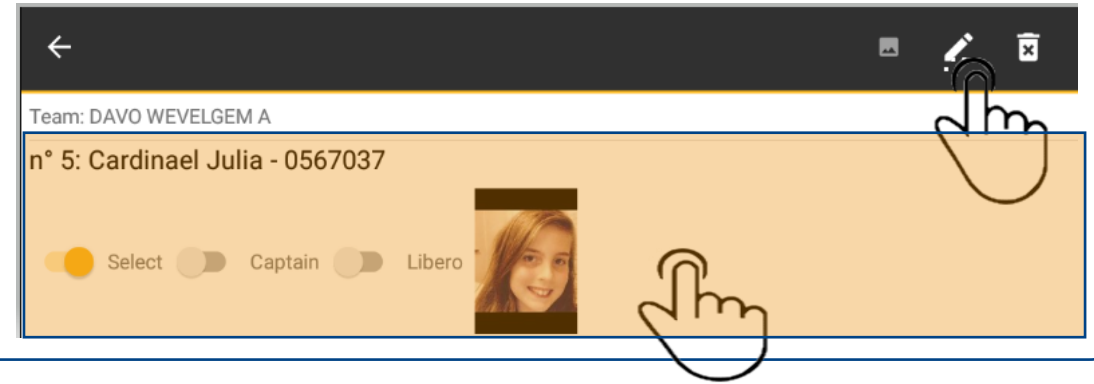 Team: DAVO WEVELGEM A
n° 5: Cardinael Julia - 0567037
Select Captain Libero